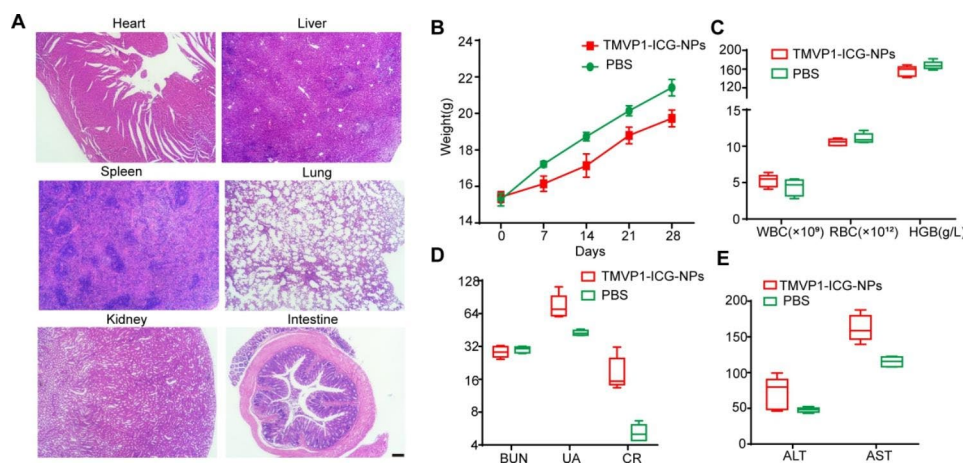 A
Heart
Liver
Spleen
Lung
Kidney
Intestine
B
24
22
20
18
16
14
Weight(g)
TMVP1-ICG-NPs
PBS
0 7 14 21 28
Days
C
200
160
120
80
15
10
5
0
TMVP1-ICG-NPs
PBS
WBC(×10⁹) RBC(×10¹²) HGB(g/L)
D
128
64
32
16
8
4
TMVP1-ICG-NPs
PBS
BUN UA CR
E
200
150
100
50
0
TMVP1-ICG-NPs
PBS
ALT AST